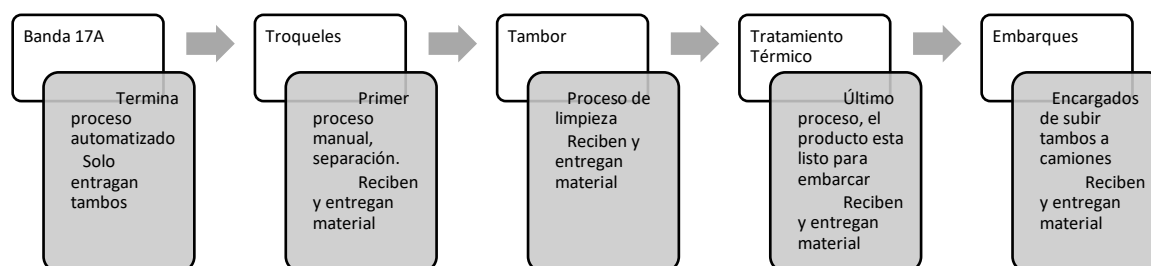 Banda 17A
Termina
proceso
automatizado
Solo
entragan
tambos
Troqueles
Primer
proceso
manual,
separación.
Reciben
y entregan
material
Tambor
Proceso de
limpieza
Reciben y
entregan
material
Tratamiento
Térmico
Último
proceso, el
producto esta
listo para
embarcar
Reciben
y entregan
material
Embarques
Encargados
de subir
tambos a
camiones
Reciben
y entregan
material